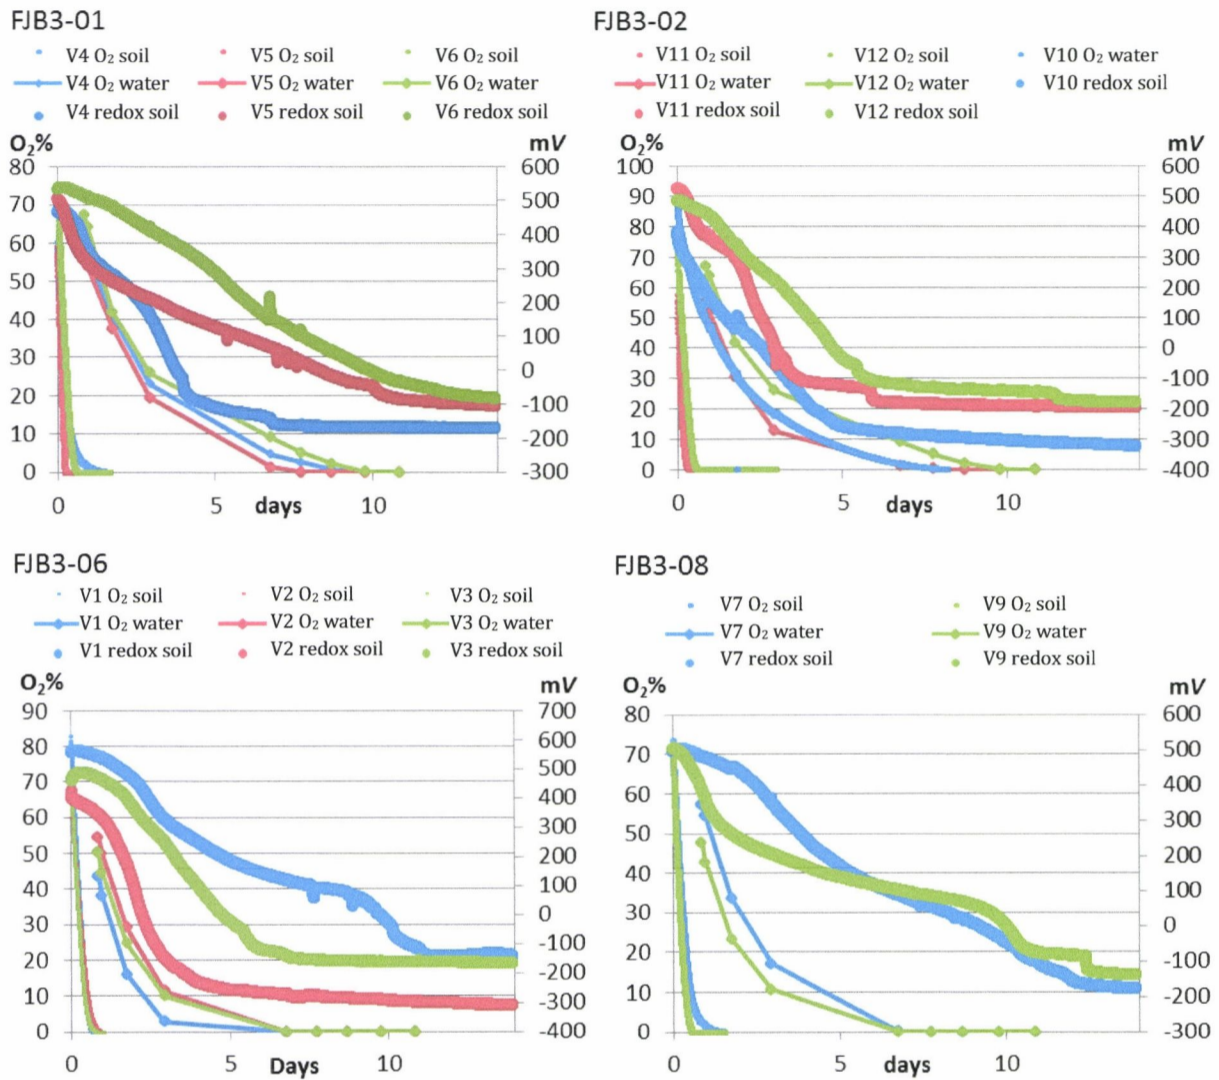 FJB3-01
V4 O₂ soil V5 O₂ soil V6 O₂ soil
V4 O₂ water V5 O₂ water V6 O₂ water
V4 redox soil V5 redox soil V6 redox soil
O₂% mV
80 600
70 500
60 400
50 300
40 200
30 100
20 0
10 -100
0 -200
-300
0 5 days 10
FJB3-02
V11 O₂ soil V12 O₂ soil V10 O₂ water
V11 O₂ water V12 O₂ water V10 redox soil
V11 redox soil V12 redox soil
O₂% mV
100 600
90 500
80 400
70 300
60 200
50 100
40 0
30 -100
20 -200
10 -300
0 -400
0 5 days 10
FJB3-06
V1 O₂ soil V2 O₂ soil V3 O₂ soil
V1 O₂ water V2 O₂ water V3 O₂ water
V1 redox soil V2 redox soil V3 redox soil
O₂% mV
90 700
80 600
70 500
60 400
50 300
40 200
30 100
20 0
10 -100
0 -200
-300
-400
0 5 Days 10
FJB3-08
V7 O₂ soil V9 O₂ soil
V7 O₂ water V9 O₂ water
V7 redox soil V9 redox soil
O₂% mV
80 600
70 500
60 400
50 300
40 200
30 100
20 0
10 -100
0 -200
-300
0 5 days 10